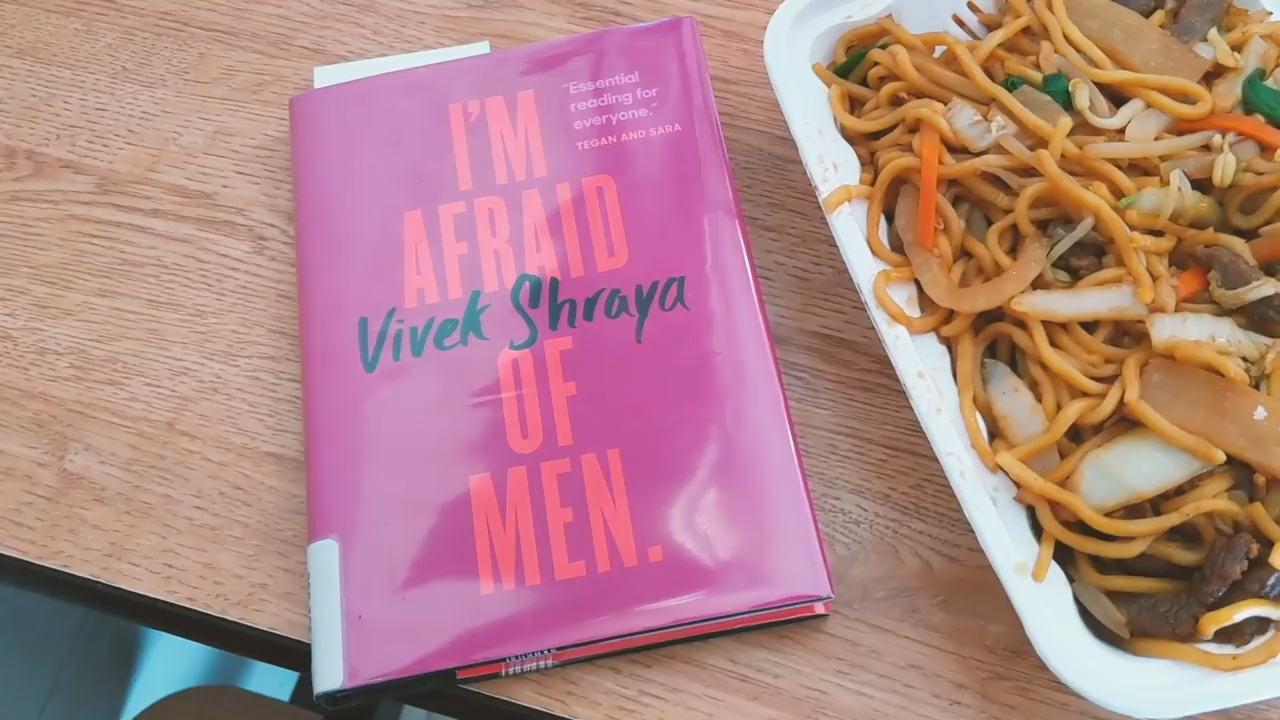 "Essential
reading for
everyone."
TEGAN AND SARA
I'M
AFRAID
Vivek Shraya
OF
MEN.